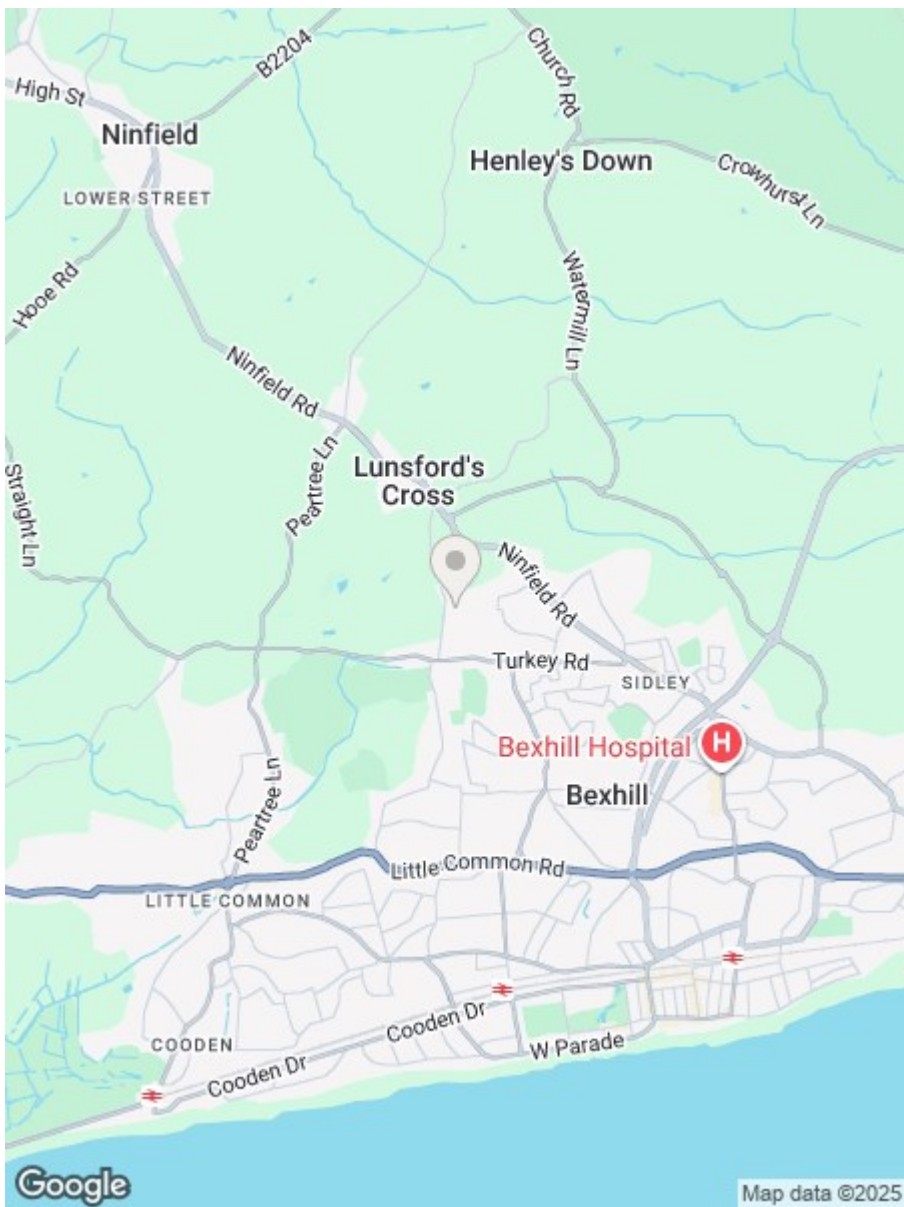 B2204
Church Rd
High St
Ninfield
Henley's Down
Crowhurst Ln
LOWER STREET
Hooe Rd
Watermill Ln
Ninfield Rd
Peartree Ln
Lunsford's
Cross
Straight Ln
Ninfield Rd
Turkey Rd
SIDLEY
Bexhill Hospital
H
Bexhill
Peartree Ln
Little Common Rd
LITTLE COMMON
Cooden Dr
COODEN
W Parade
Cooden Dr
Google
Map data ©2025